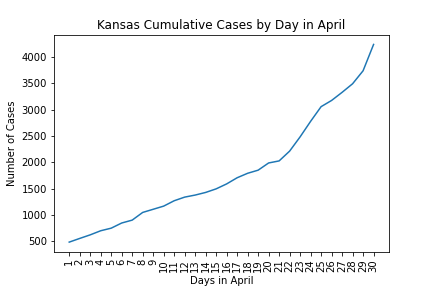 Kansas Cumulative Cases by Day in April
Number of Cases
4000
3500
3000
2500
2000
1500
1000
500
1 2 3 4 5 6 7 8 9 10 11 12 13 14 15 16 17 18 19 20 21 22 23 24 25 26 27 28 29 30
Days in April